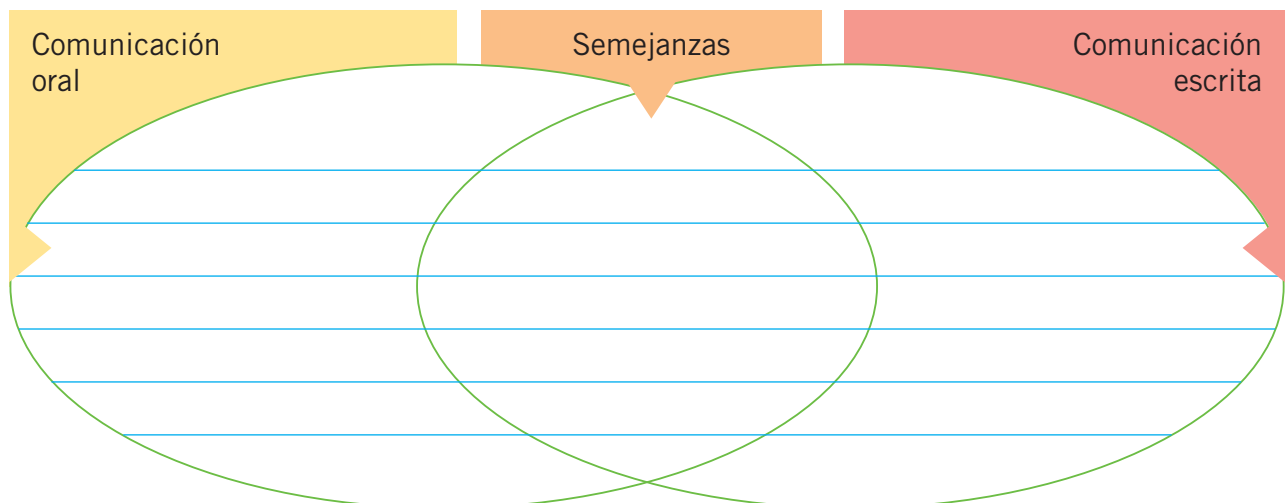 Comunicación
oral
Semejanzas
Comunicación
escrita